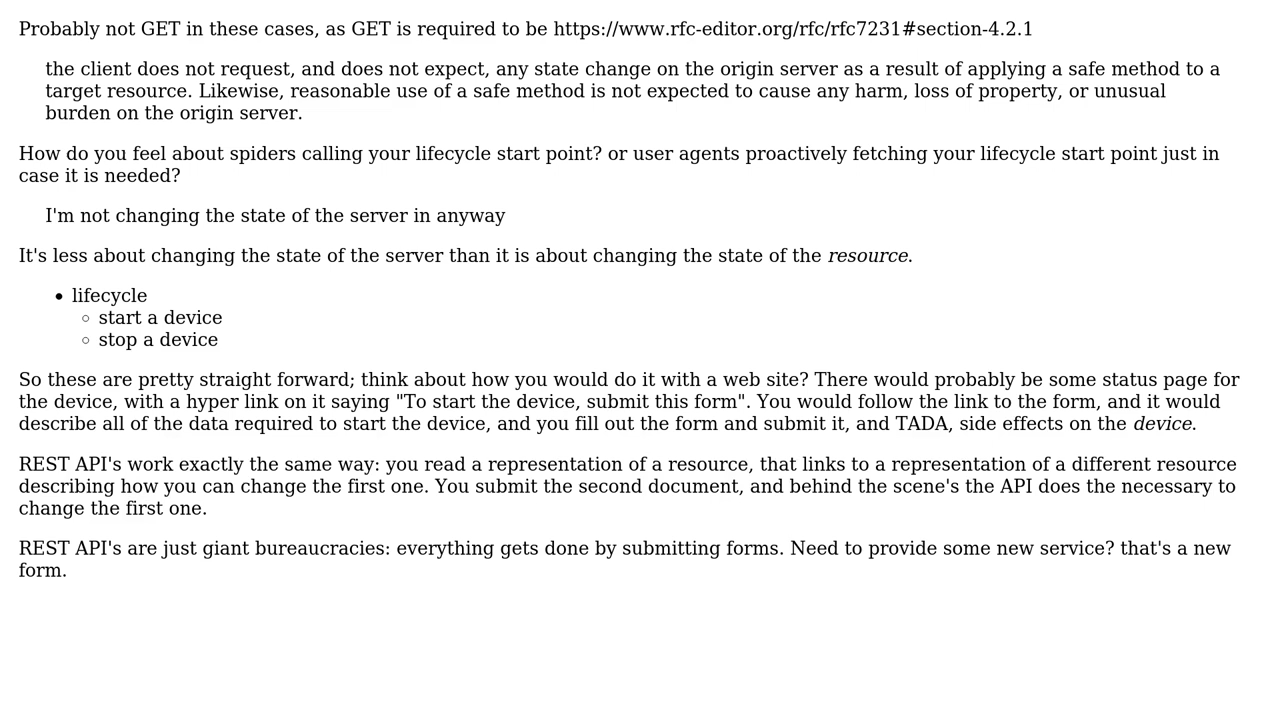 Probably not GET in these cases, as GET is required to be https://www.rfc-editor.org/rfc/rfc7231#section-4.2.1
the client does not request, and does not expect, any state change on the origin server as a result of applying a safe method to a
target resource. Likewise, reasonable use of a safe method is not expected to cause any harm, loss of property, or unusual
burden on the origin server.
How do you feel about spiders calling your lifecycle start point? or user agents proactively fetching your lifecycle start point just in
case it is needed?
I'm not changing the state of the server in anyway
It's less about changing the state of the server than it is about changing the state of the resource.
• lifecycle
○ start a device
○ stop a device
So these are pretty straight forward; think about how you would do it with a web site? There would probably be some status page for
the device, with a hyper link on it saying "To start the device, submit this form". You would follow the link to the form, and it would
describe all of the data required to start the device, and you fill out the form and submit it, and TADA, side effects on the device.
REST API's work exactly the same way: you read a representation of a resource, that links to a representation of a different resource
describing how you can change the first one. You submit the second document, and behind the scene's the API does the necessary to
change the first one.
REST API's are just giant bureaucracies: everything gets done by submitting forms. Need to provide some new service? that's a new
form.